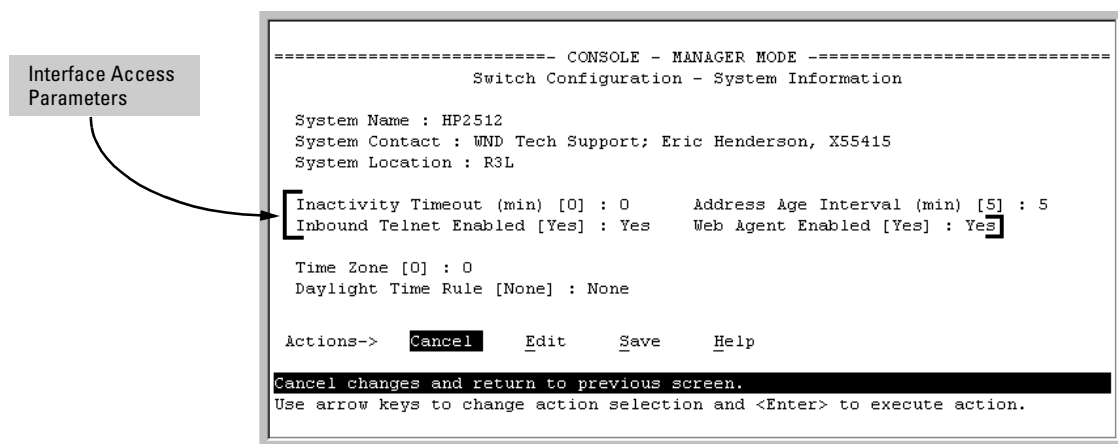 Interface Access
Parameters
===========================- CONSOLE - MANAGER MODE -============================
Switch Configuration - System Information
System Name : HP2512
System Contact : WND Tech Support; Eric Henderson, X55415
System Location : R3L
Inactivity Timeout (min) [0] : 0 Address Age Interval (min) [5] : 5
Inbound Telnet Enabled [Yes] : Yes Web Agent Enabled [Yes] : Yes
Time Zone [0] : 0
Daylight Time Rule [None] : None
Actions-> Cancel Edit Save Help
Cancel changes and return to previous screen.
Use arrow keys to change action selection and <Enter> to execute action.